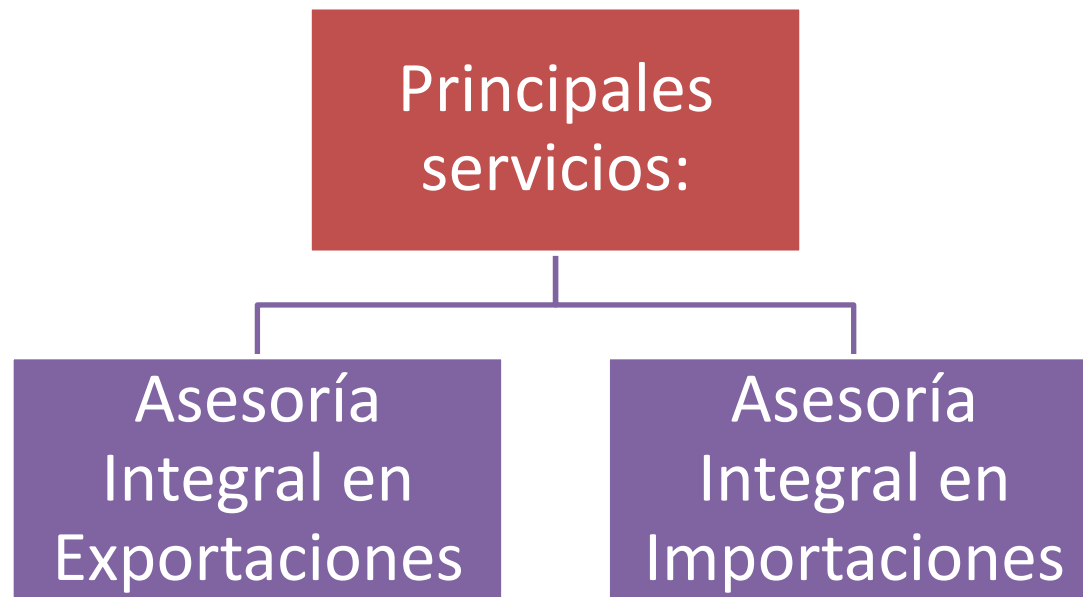 Principales
servicios:
Asesoría
Integral en
Exportaciones
Asesoría
Integral en
Importaciones